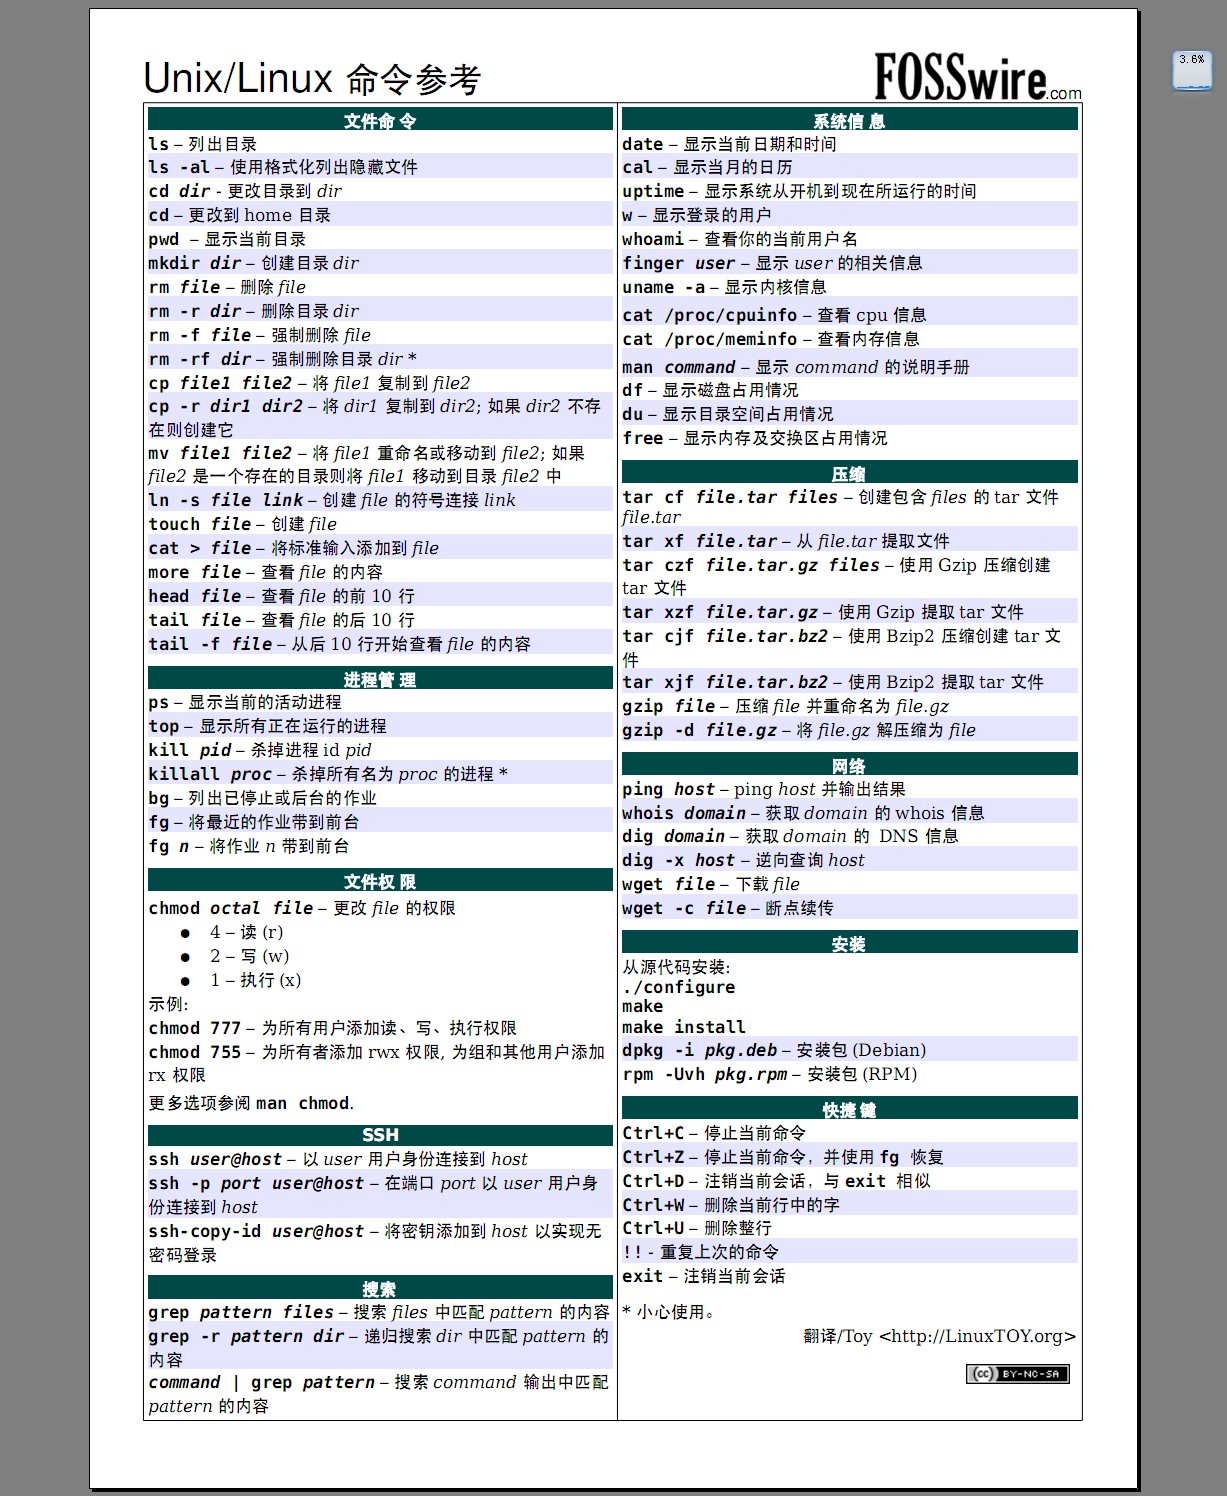 Unix/Linux 命令参考
FOSSwire.com
文件命令
ls – 列出目录
ls -al – 使用格式化列出隐藏文件
cd dir - 更改目录到 dir
cd – 更改到 home 目录
pwd – 显示当前目录
mkdir dir – 创建目录 dir
rm file – 删除 file
rm -r dir – 删除目录 dir
rm -f file – 强制删除 file
rm -rf dir – 强制删除目录 dir *
cp file1 file2 – 将 file1 复制到 file2
cp -r dir1 dir2 – 将 dir1 复制到 dir2; 如果 dir2 不存
在则创建它
mv file1 file2 – 将 file1 重命名或移动到 file2; 如果
file2 是一个存在的目录则将 file1 移动到目录 file2 中
ln -s file link – 创建 file 的符号连接 link
touch file – 创建 file
cat > file – 将标准输入添加到 file
more file – 查看 file 的内容
head file – 查看 file 的前 10 行
tail file – 查看 file 的后 10 行
tail -f file – 从后 10 行开始查看 file 的内容
进程管理
ps – 显示当前的活动进程
top – 显示所有正在运行的进程
kill pid – 杀掉进程 id pid
killall proc – 杀掉所有名为 proc 的进程 *
bg – 列出已停止或后台的作业
fg – 将最近的作业带到前台
fg n – 将作业 n 带到前台
文件权限
chmod octal file – 更改 file 的权限
● 4 – 读 (r)
● 2 – 写 (w)
● 1 – 执行 (x)
示例:
chmod 777 – 为所有用户添加读、写、执行权限
chmod 755 – 为所有者添加 rwx 权限, 为组和其他用户添加
rx 权限
更多选项参阅 man chmod.
SSH
ssh user@host – 以 user 用户身份连接到 host
ssh -p port user@host – 在端口 port 以 user 用户身
份连接到 host
ssh-copy-id user@host – 将密钥添加到 host 以实现无
密码登录
搜索
grep pattern files – 搜索 files 中匹配 pattern 的内容
grep -r pattern dir – 递归搜索 dir 中匹配 pattern 的
内容
command | grep pattern – 搜索 command 输出中匹配
pattern 的内容
系统信息
date – 显示当前日期和时间
cal – 显示当月的日历
uptime – 显示系统从开机到现在所运行的时间
w – 显示登录的用户
whoami – 查看你的当前用户名
finger user – 显示 user 的相关信息
uname -a – 显示内核信息
cat /proc/cpuinfo – 查看 cpu 信息
cat /proc/meminfo – 查看内存信息
man command – 显示 command 的说明手册
df – 显示磁盘占用情况
du – 显示目录空间占用情况
free – 显示内存及交换区占用情况
压缩
tar cf file.tar files – 创建包含 files 的 tar 文件
file.tar
tar xf file.tar – 从 file.tar 提取文件
tar czf file.tar.gz files – 使用 Gzip 压缩创建
tar 文件
tar xzf file.tar.gz – 使用 Gzip 提取 tar 文件
tar cjf file.tar.bz2 – 使用 Bzip2 压缩创建 tar 文
件
tar xjf file.tar.bz2 – 使用 Bzip2 提取 tar 文件
gzip file – 压缩 file 并重命名为 file.gz
gzip -d file.gz – 将 file.gz 解压缩为 file
网络
ping host – ping host 并输出结果
whois domain – 获取 domain 的 whois 信息
dig domain – 获取 domain 的 DNS 信息
dig -x host – 逆向查询 host
wget file – 下载 file
wget -c file – 断点续传
安装
从源代码安装:
./configure
make
make install
dpkg -i pkg.deb – 安装包 (Debian)
rpm -Uvh pkg.rpm – 安装包 (RPM)
快捷键
Ctrl+C – 停止当前命令
Ctrl+Z – 停止当前命令，并使用 fg 恢复
Ctrl+D – 注销当前会话，与 exit 相似
Ctrl+W – 删除当前行中的字
Ctrl+U – 删除整行
!! - 重复上次的命令
exit – 注销当前会话
* 小心使用。
翻译/Toy <http://LinuxTOY.org>
cc BY-NC-SA
3.6%